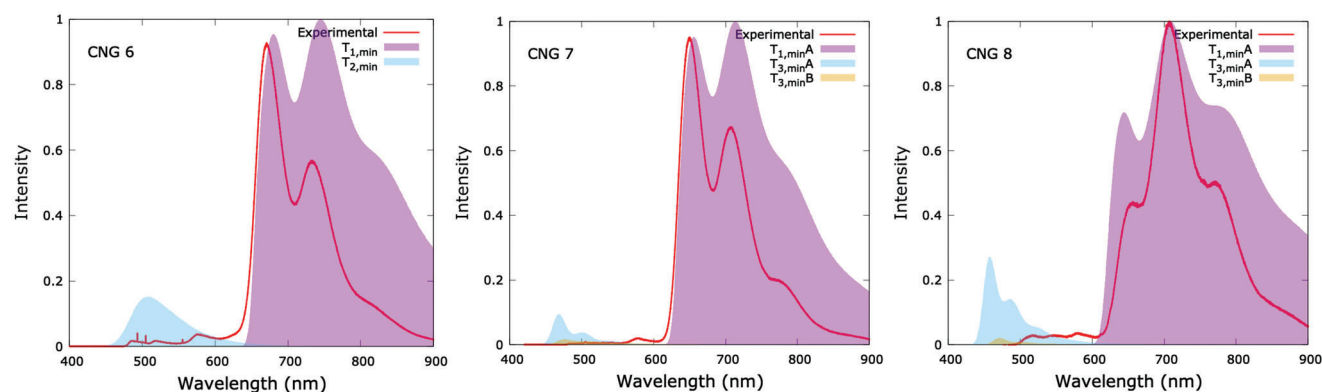 CNG 6
Experimental
T1,min
T2,min
Intensity
1
0.8
0.6
0.4
0.2
0
400 500 600 700 800 900
Wavelength (nm)
CNG 7
Experimental
T1,minA
T3,minA
T3,minB
Intensity
1
0.8
0.6
0.4
0.2
0
400 500 600 700 800 900
Wavelength (nm)
CNG 8
Experimental
T1,minA
T3,minA
T3,minB
Intensity
1
0.8
0.6
0.4
0.2
0
400 500 600 700 800 900
Wavelength (nm)